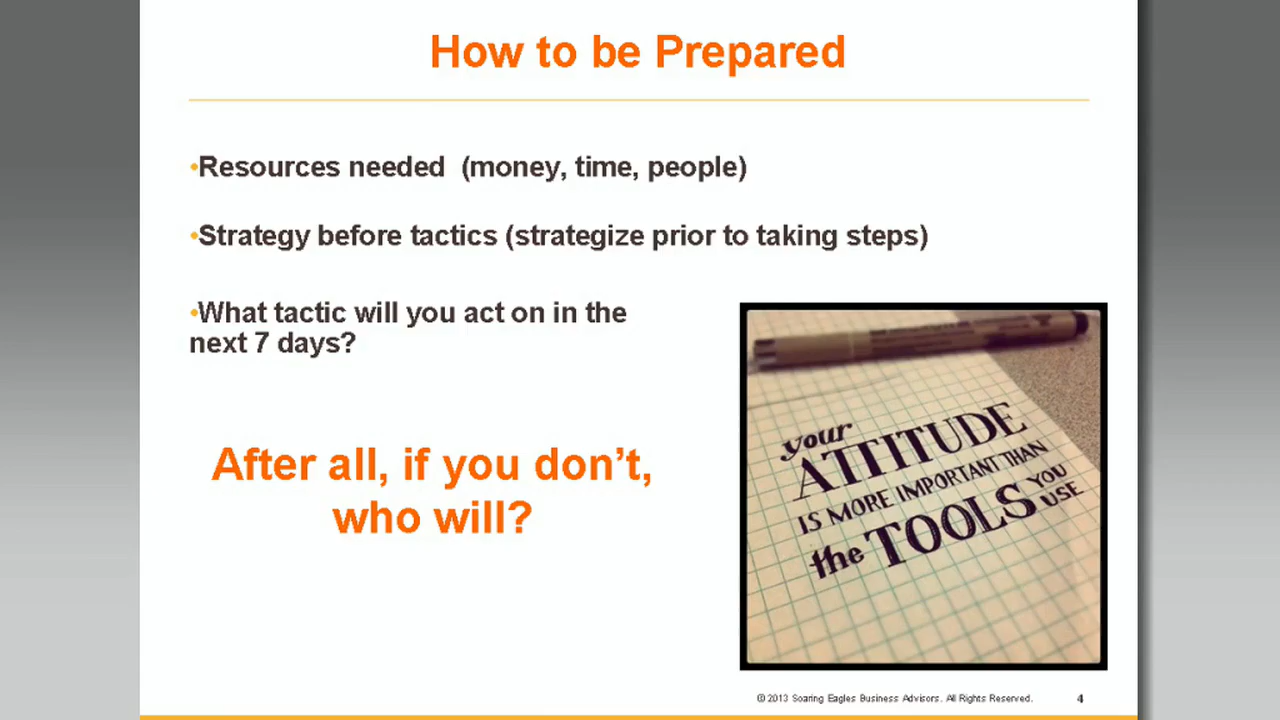 How to be Prepared
•Resources needed (money, time, people)
•Strategy before tactics (strategize prior to taking steps)
•What tactic will you act on in the
next 7 days?
After all, if you don’t,
who will?
your
ATTITUDE
IS MORE IMPORTANT THAN
the TOOLS YOU
USE
© 2013 Soaring Eagles Business Advisors. All Rights Reserved.
4